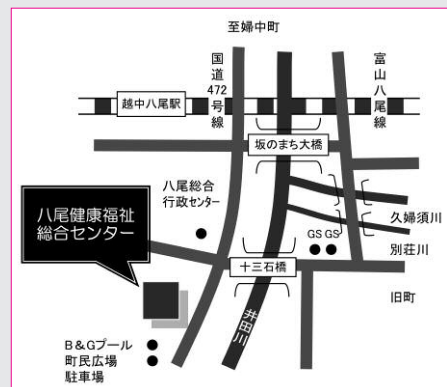 至婦中町
国道472号線
富山八尾線
越中八尾駅
坂のまち大橋
八尾総合
行政センター
八尾健康福祉
総合センター
久婦須川
GS GS
別荘川
十三石橋
旧町
井田川
B&Gプール
町民広場
駐車場